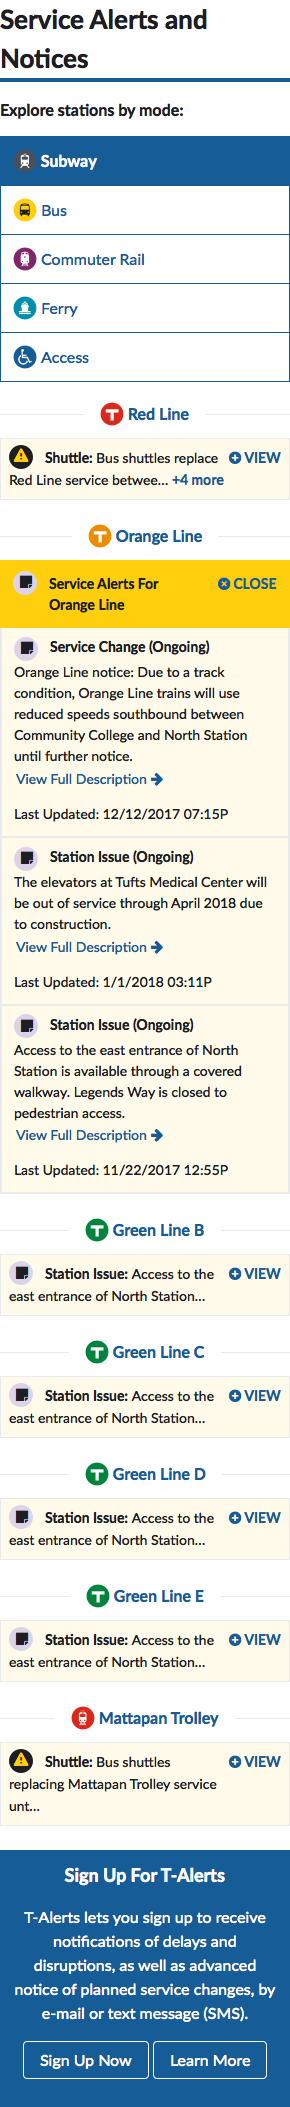 Service Alerts and
Notices
Explore stations by mode:
Subway
Bus
Commuter Rail
Ferry
Access
T Red Line
Shuttle: Bus shuttles replace
Red Line service betwee... +4 more
VIEW
T Orange Line
Service Alerts For
Orange Line
CLOSE
Service Change (Ongoing)
Orange Line notice: Due to a track
condition, Orange Line trains will use
reduced speeds southbound between
Community College and North Station
until further notice.
View Full Description
Last Updated: 12/12/2017 07:15P
Station Issue (Ongoing)
The elevators at Tufts Medical Center will
be out of service through April 2018 due
to construction.
View Full Description
Last Updated: 1/1/2018 03:11P
Station Issue (Ongoing)
Access to the east entrance of North
Station is available through a covered
walkway. Legends Way is closed to
pedestrian access.
View Full Description
Last Updated: 11/22/2017 12:55P
T Green Line B
Station Issue: Access to the
east entrance of North Station...
VIEW
T Green Line C
Station Issue: Access to the
east entrance of North Station...
VIEW
T Green Line D
Station Issue: Access to the
east entrance of North Station...
VIEW
T Green Line E
Station Issue: Access to the
east entrance of North Station...
VIEW
Mattapan Trolley
Shuttle: Bus shuttles
replacing Mattapan Trolley service
unt...
VIEW
Sign Up For T-Alerts
T-Alerts lets you sign up to receive
notifications of delays and
disruptions, as well as advanced
notice of planned service changes, by
e-mail or text message (SMS).
Sign Up Now
Learn More